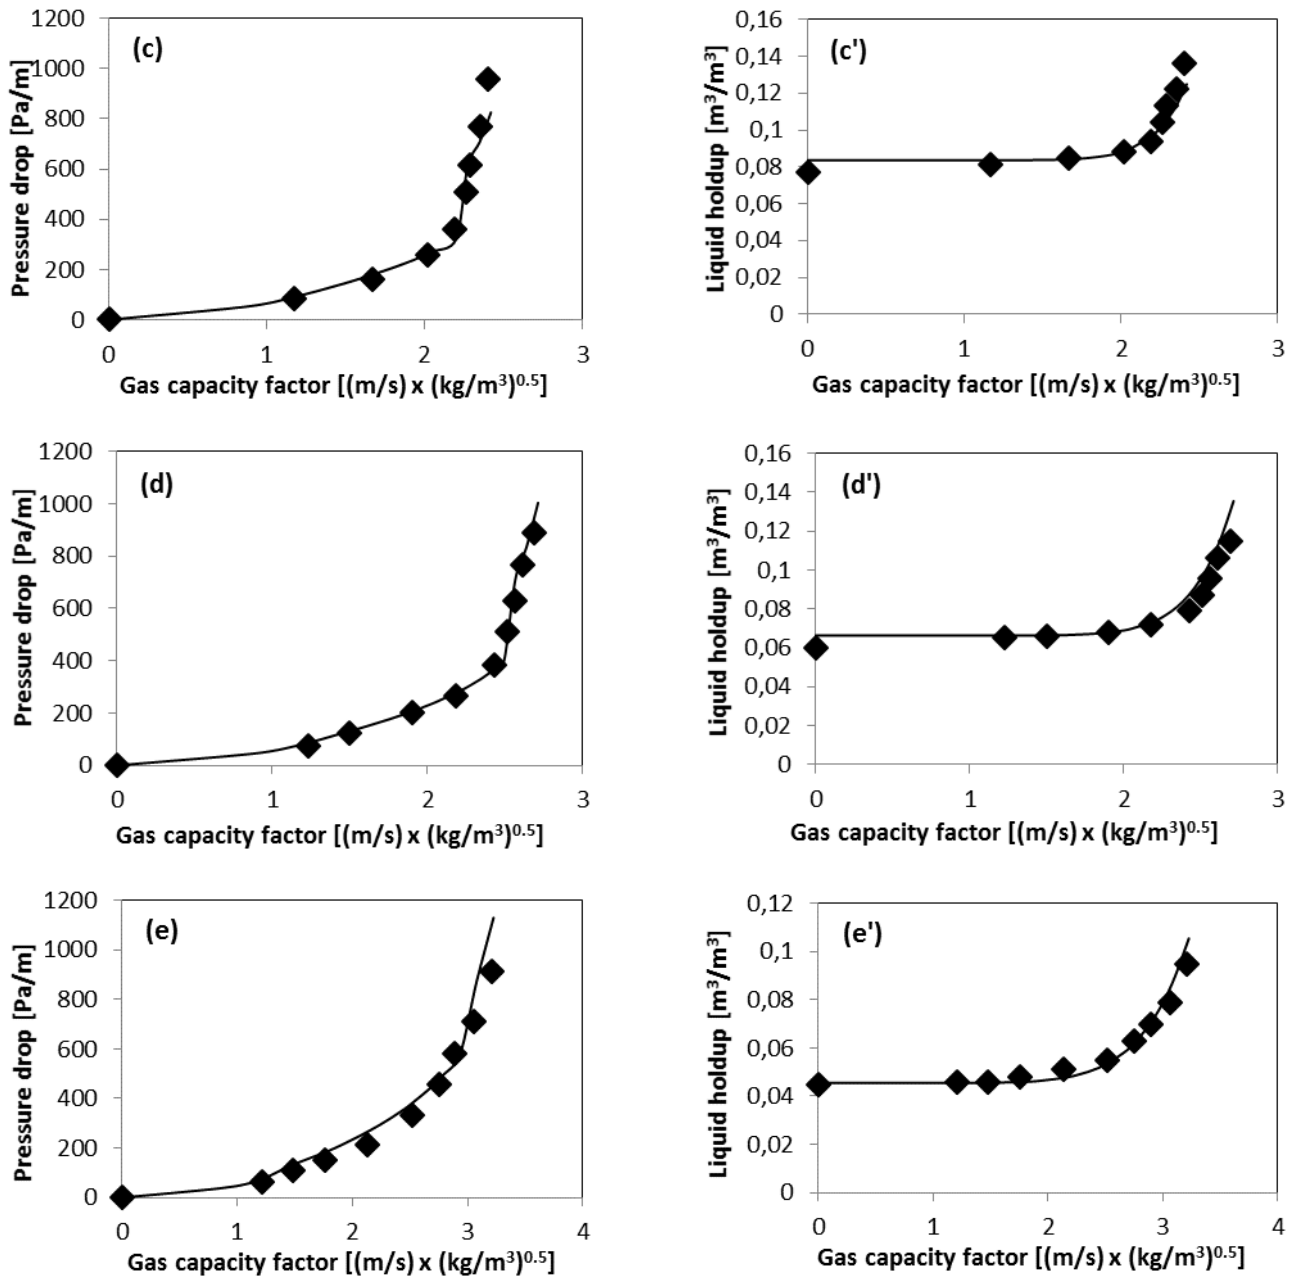 (c)
Pressure drop [Pa/m]
1200
1000
800
600
400
200
0
0 1 2 3
Gas capacity factor [(m/s) x (kg/m³)⁰·⁵]
(c')
Liquid holdup [m³/m³]
0,16
0,14
0,12
0,1
0,08
0,06
0,04
0,02
0
0 1 2 3
Gas capacity factor [(m/s) x (kg/m³)⁰·⁵]
(d)
Pressure drop [Pa/m]
1200
1000
800
600
400
200
0
0 1 2 3
Gas capacity factor [(m/s) x (kg/m³)⁰·⁵]
(d')
Liquid holdup [m³/m³]
0,16
0,14
0,12
0,1
0,08
0,06
0,04
0,02
0
0 1 2 3
Gas capacity factor [(m/s) x (kg/m³)⁰·⁵]
(e)
Pressure drop [Pa/m]
1200
1000
800
600
400
200
0
0 1 2 3 4
Gas capacity factor [(m/s) x (kg/m³)⁰·⁵]
(e')
Liquid holdup [m³/m³]
0,12
0,1
0,08
0,06
0,04
0,02
0
0 1 2 3 4
Gas capacity factor [(m/s) x (kg/m³)⁰·⁵]